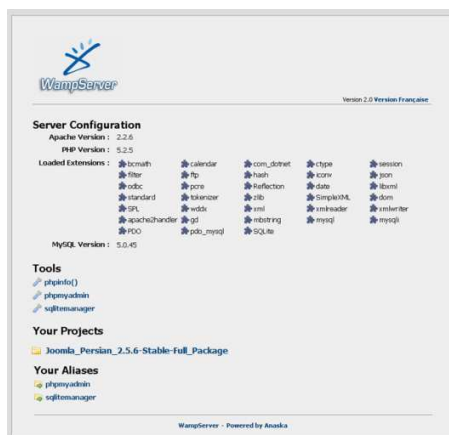 WampServer
Version 2.0 Version Française
Server Configuration
Apache Version : 2.2.6
PHP Version : 5.2.5
Loaded Extensions : bcmath calendar com_dotnet ctype session
filter ftp hash iconv json
odbc pcre Reflection date libxml
standard tokenizer zlib SimpleXML dom
SPL wddx xml xmlreader xmlwriter
apache2handler gd mbstring mysql mysqli
PDO pdo_mysql SQLite
MySQL Version : 5.0.45
Tools
phpinfo()
phpmyadmin
sqlitemanager
Your Projects
Joomla_Persian_2.5.6-Stable-Full_Package
Your Aliases
phpmyadmin
sqlitemanager
WampServer - Powered by Anaska